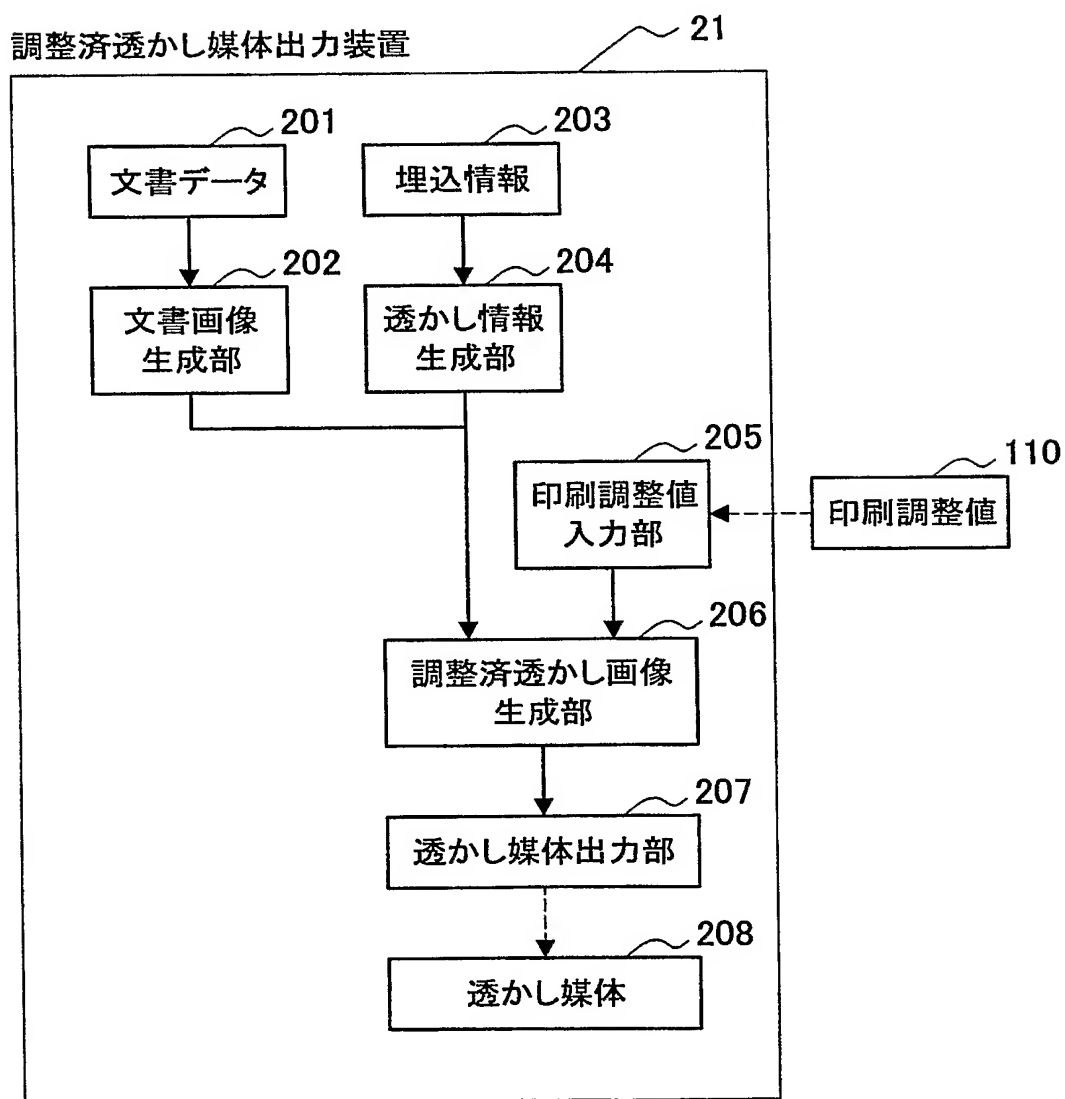 21
調整済透かし媒体出力装置
201
203
文書データ
埋込情報
202
204
文書画像
生成部
透かし情報
生成部
205
110
印刷調整値
入力部
印刷調整値
206
調整済透かし画像
生成部
207
透かし媒体出力部
208
透かし媒体